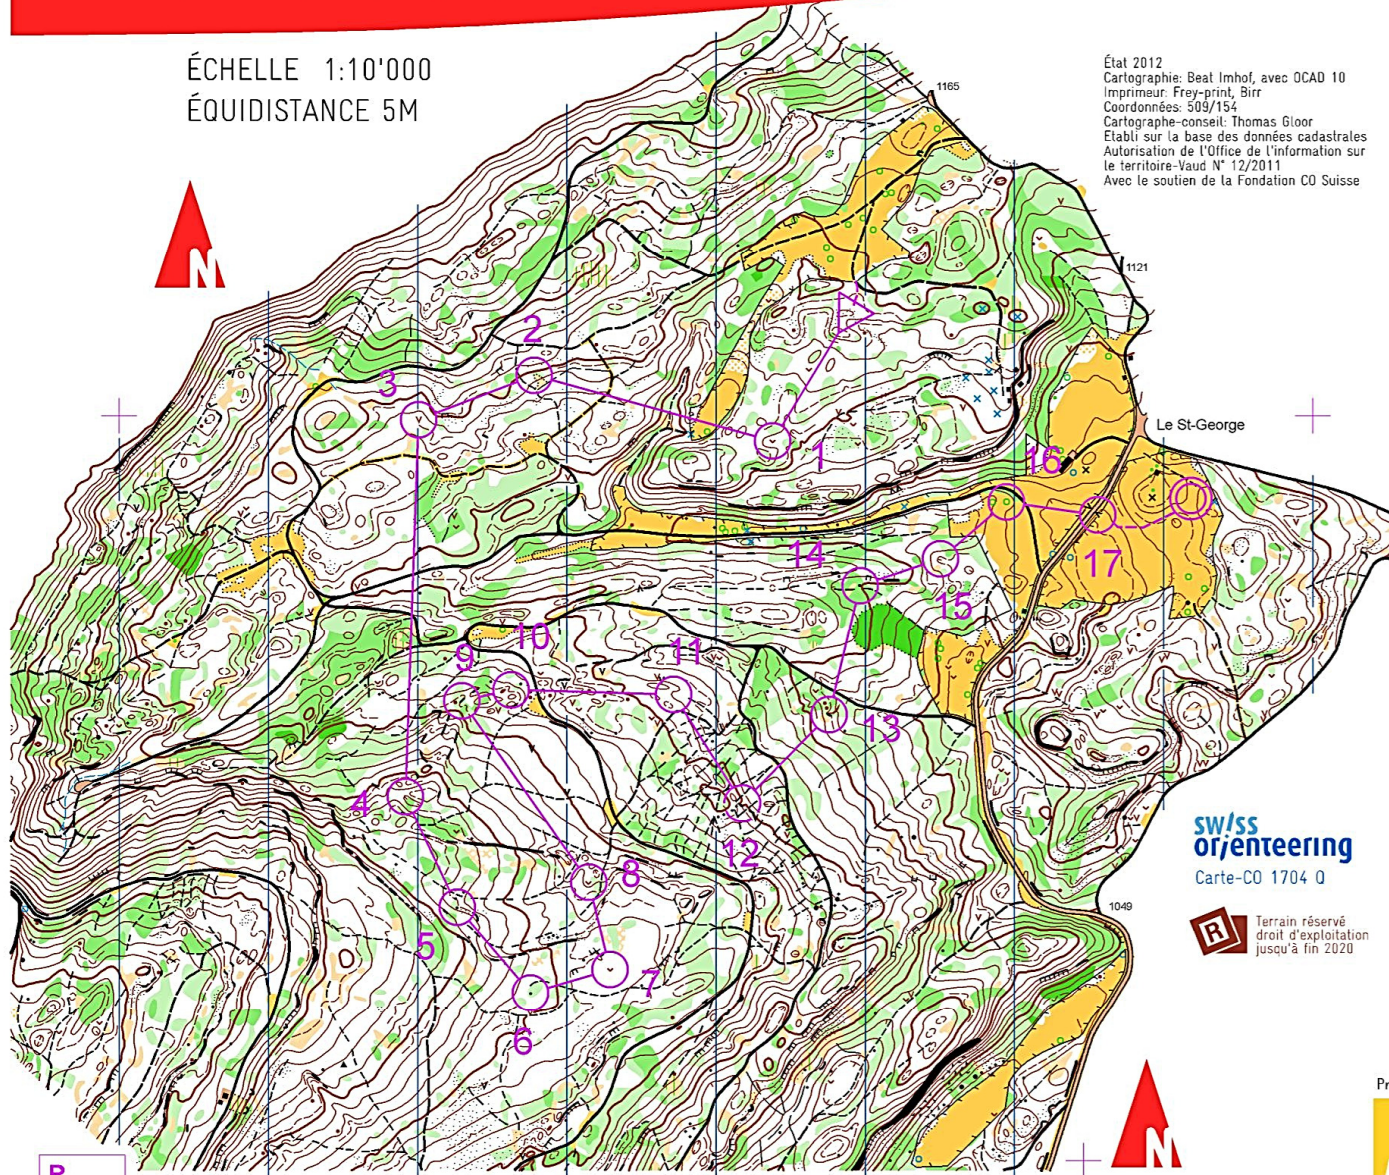 ÉCHELLE 1:10'000
ÉQUIDISTANCE 5M
État 2012
Cartographie: Beat Imhof, avec OCAD 10
Imprimeur: Frey-print, Birr
Coordonnées: 509/154
Cartographe-conseil: Thomas Gloor
Etabli sur la base des données cadastrales
Autorisation de l'Office de l'information sur
le territoire-Vaud N° 12/2011
Avec le soutien de la Fondation CO Suisse
1165
N
1121
2
3
1
Le St-George
16
14
17
15
10
11
9
13
4
12
8
swiss
orienteering
Carte-CO 1704 Q
1049
R
Terrain réservé
droit d'exploitation
jusqu'à fin 2020
5
7
6
N
Pr